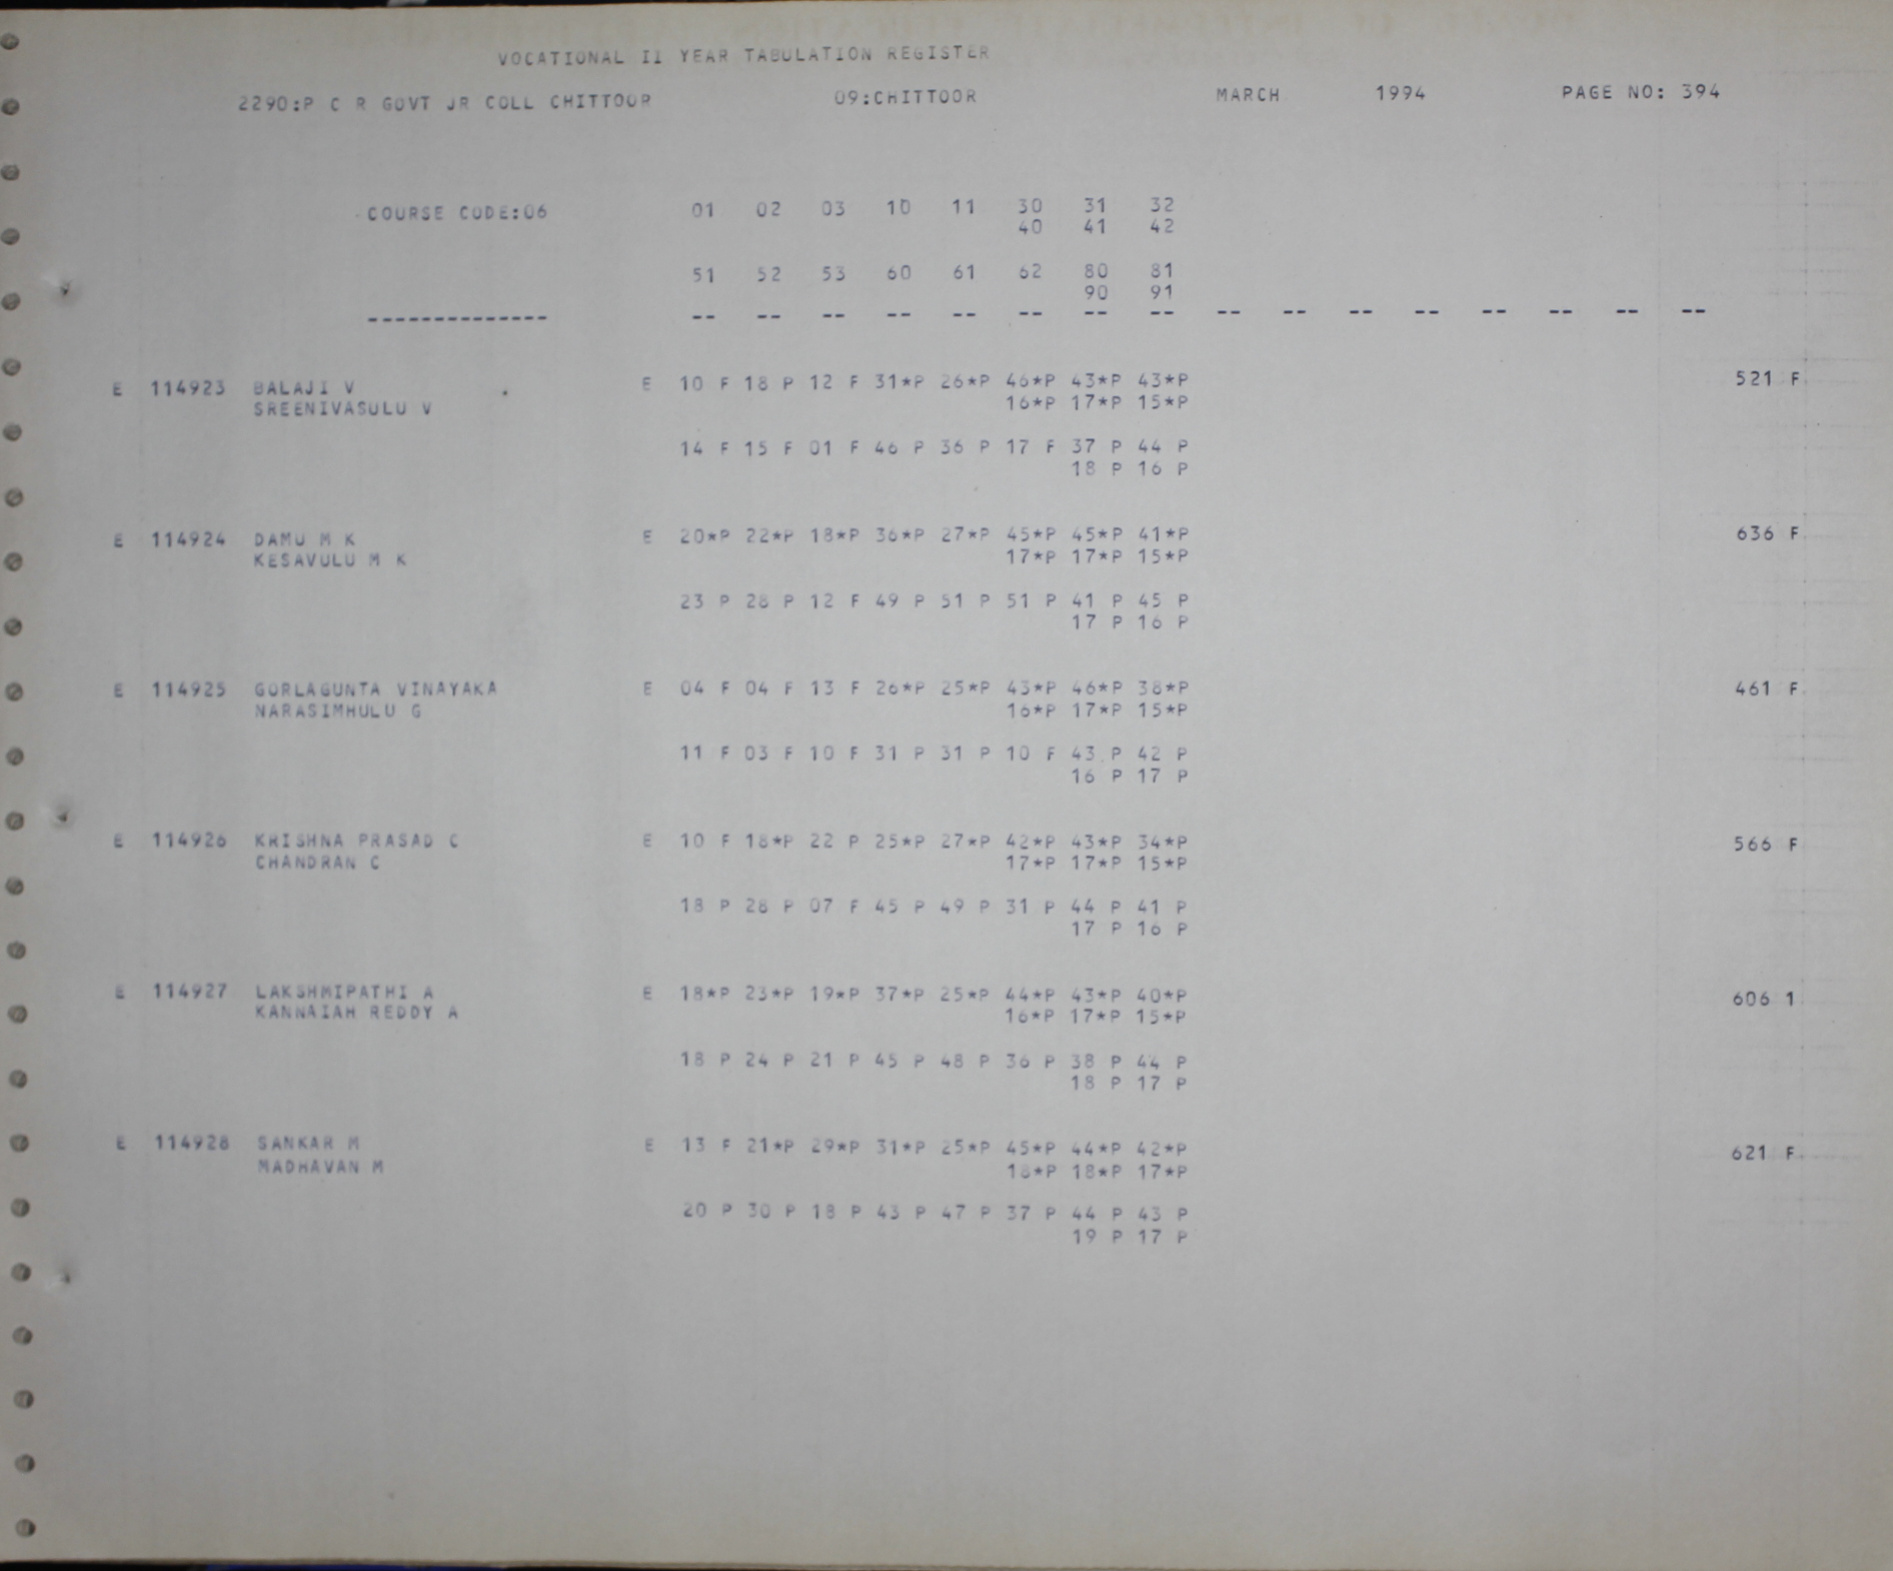 VOCATIONAL II YEAR TABULATION REGISTER
2290:P C R GOVT JR COLL CHITTOOR 09:CHITTOOR MARCH 1994 PAGE NO: 394
COURSE CODE:06 01 02 03 10 11 30 31 32
40 41 42
51 52 53 60 61 62 80 81
90 91
-------------- -- -- -- -- -- -- -- -- -- -- -- -- -- -- -- --
E 114923 BALAJI V E 10 F 18 P 12 F 31*P 26*P 46*P 43*P 43*P 521 F
SREENIVASULU V 16*P 17*P 15*P
14 F 15 F 01 F 46 P 36 P 17 F 37 P 44 P
18 P 16 P
E 114924 DAMU M K E 20*P 22*P 18*P 36*P 27*P 45*P 45*P 41*P 636 F
KESAVULU M K 17*P 17*P 15*P
23 P 28 P 12 F 49 P 51 P 51 P 41 P 45 P
17 P 16 P
E 114925 GORLAGUNTA VINAYAKA E 04 F 04 F 13 F 26*P 25*P 43*P 46*P 38*P 461 F
NARASIMHULU G 16*P 17*P 15*P
11 F 03 F 10 F 31 P 31 P 10 F 43 P 42 P
16 P 17 P
E 114926 KRISHNA PRASAD C E 10 F 18*P 22 P 25*P 27*P 42*P 43*P 34*P 566 F
CHANDRAN C 17*P 17*P 15*P
18 P 28 P 07 F 45 P 49 P 31 P 44 P 41 P
17 P 16 P
E 114927 LAKSHMIPATHI A E 18*P 23*P 19*P 37*P 25*P 44*P 43*P 40*P 606 1
KANNAIAH REDDY A 16*P 17*P 15*P
18 P 24 P 21 P 45 P 48 P 36 P 38 P 44 P
18 P 17 P
E 114928 SANKAR M E 13 F 21*P 29*P 31*P 25*P 45*P 44*P 42*P 621 F
MADHAVAN M 18*P 18*P 17*P
20 P 30 P 18 P 43 P 47 P 37 P 44 P 43 P
19 P 17 P